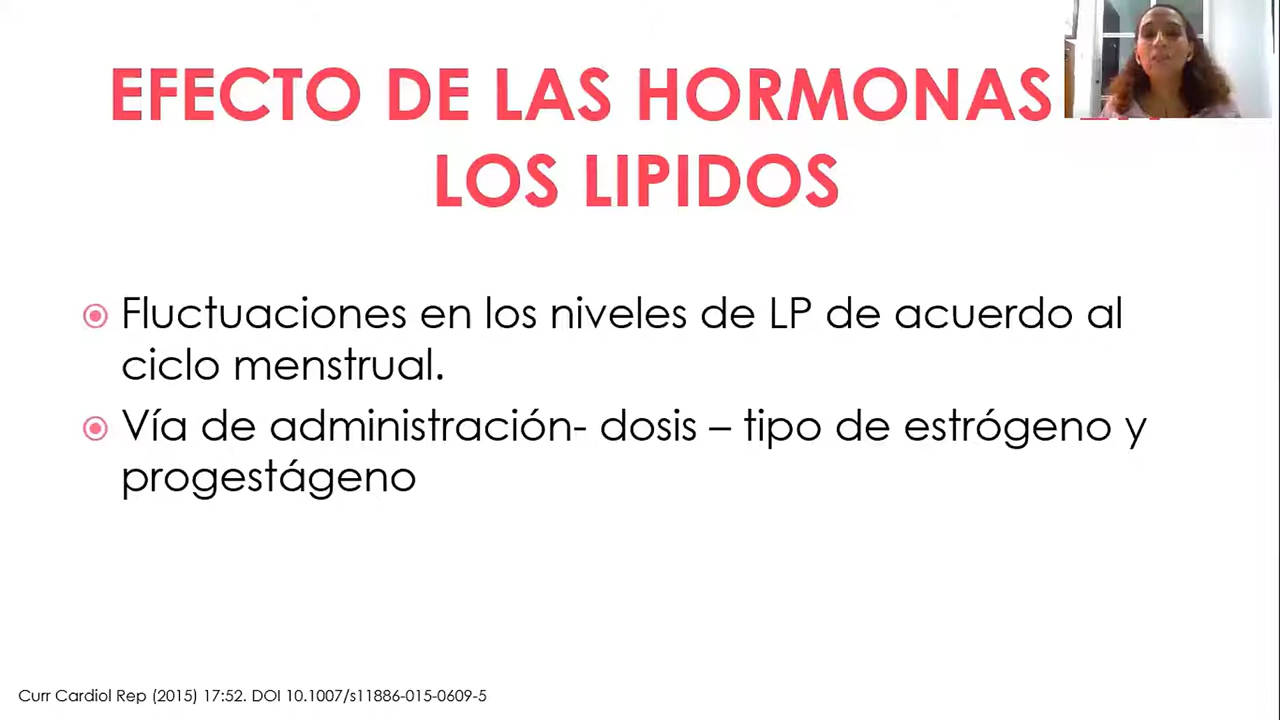 EFECTO DE LAS HORMONAS
LOS LIPIDOS
Fluctuaciones en los niveles de LP de acuerdo al
ciclo menstrual.
Vía de administración- dosis – tipo de estrógeno y
progestágeno
Curr Cardiol Rep (2015) 17:52. DOI 10.1007/s11886-015-0609-5